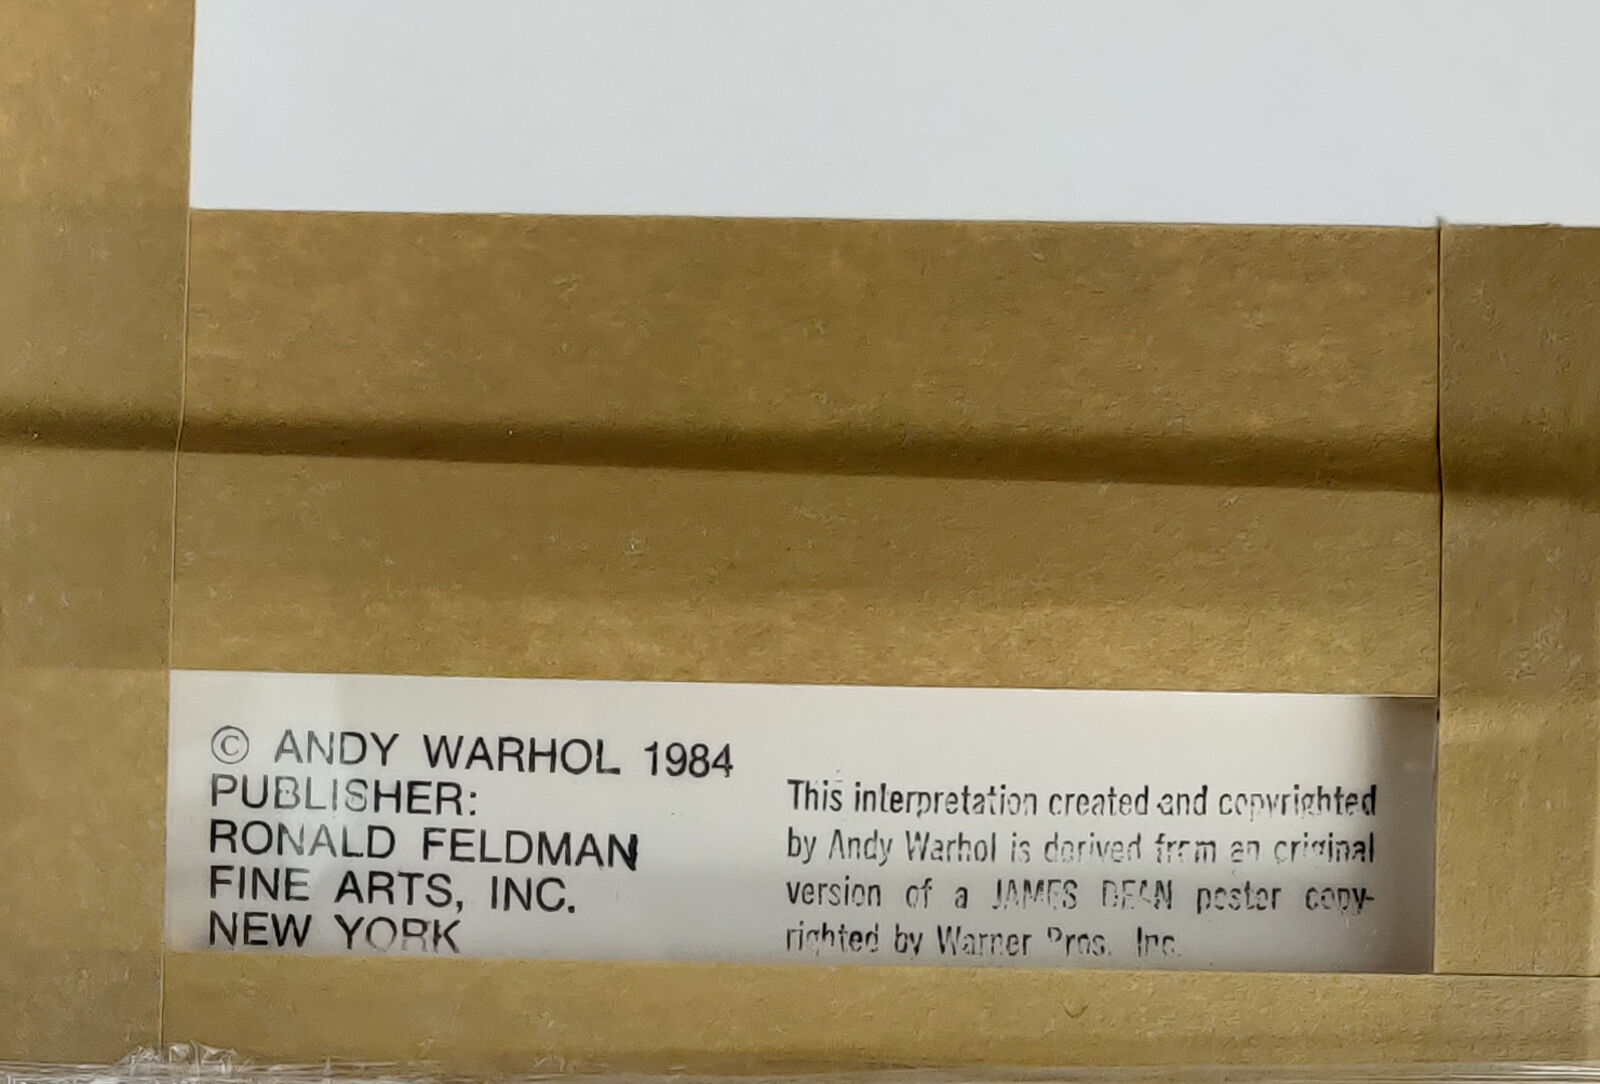 © ANDY WARHOL 1984
PUBLISHER:
RONALD FELDMAN
FINE ARTS, INC.
NEW YORK
This interpretation created and copyrighted
by Andy Warhol is derived from an original
version of a JAMES DEAN poster copy-
righted by Warner Bros. Inc.